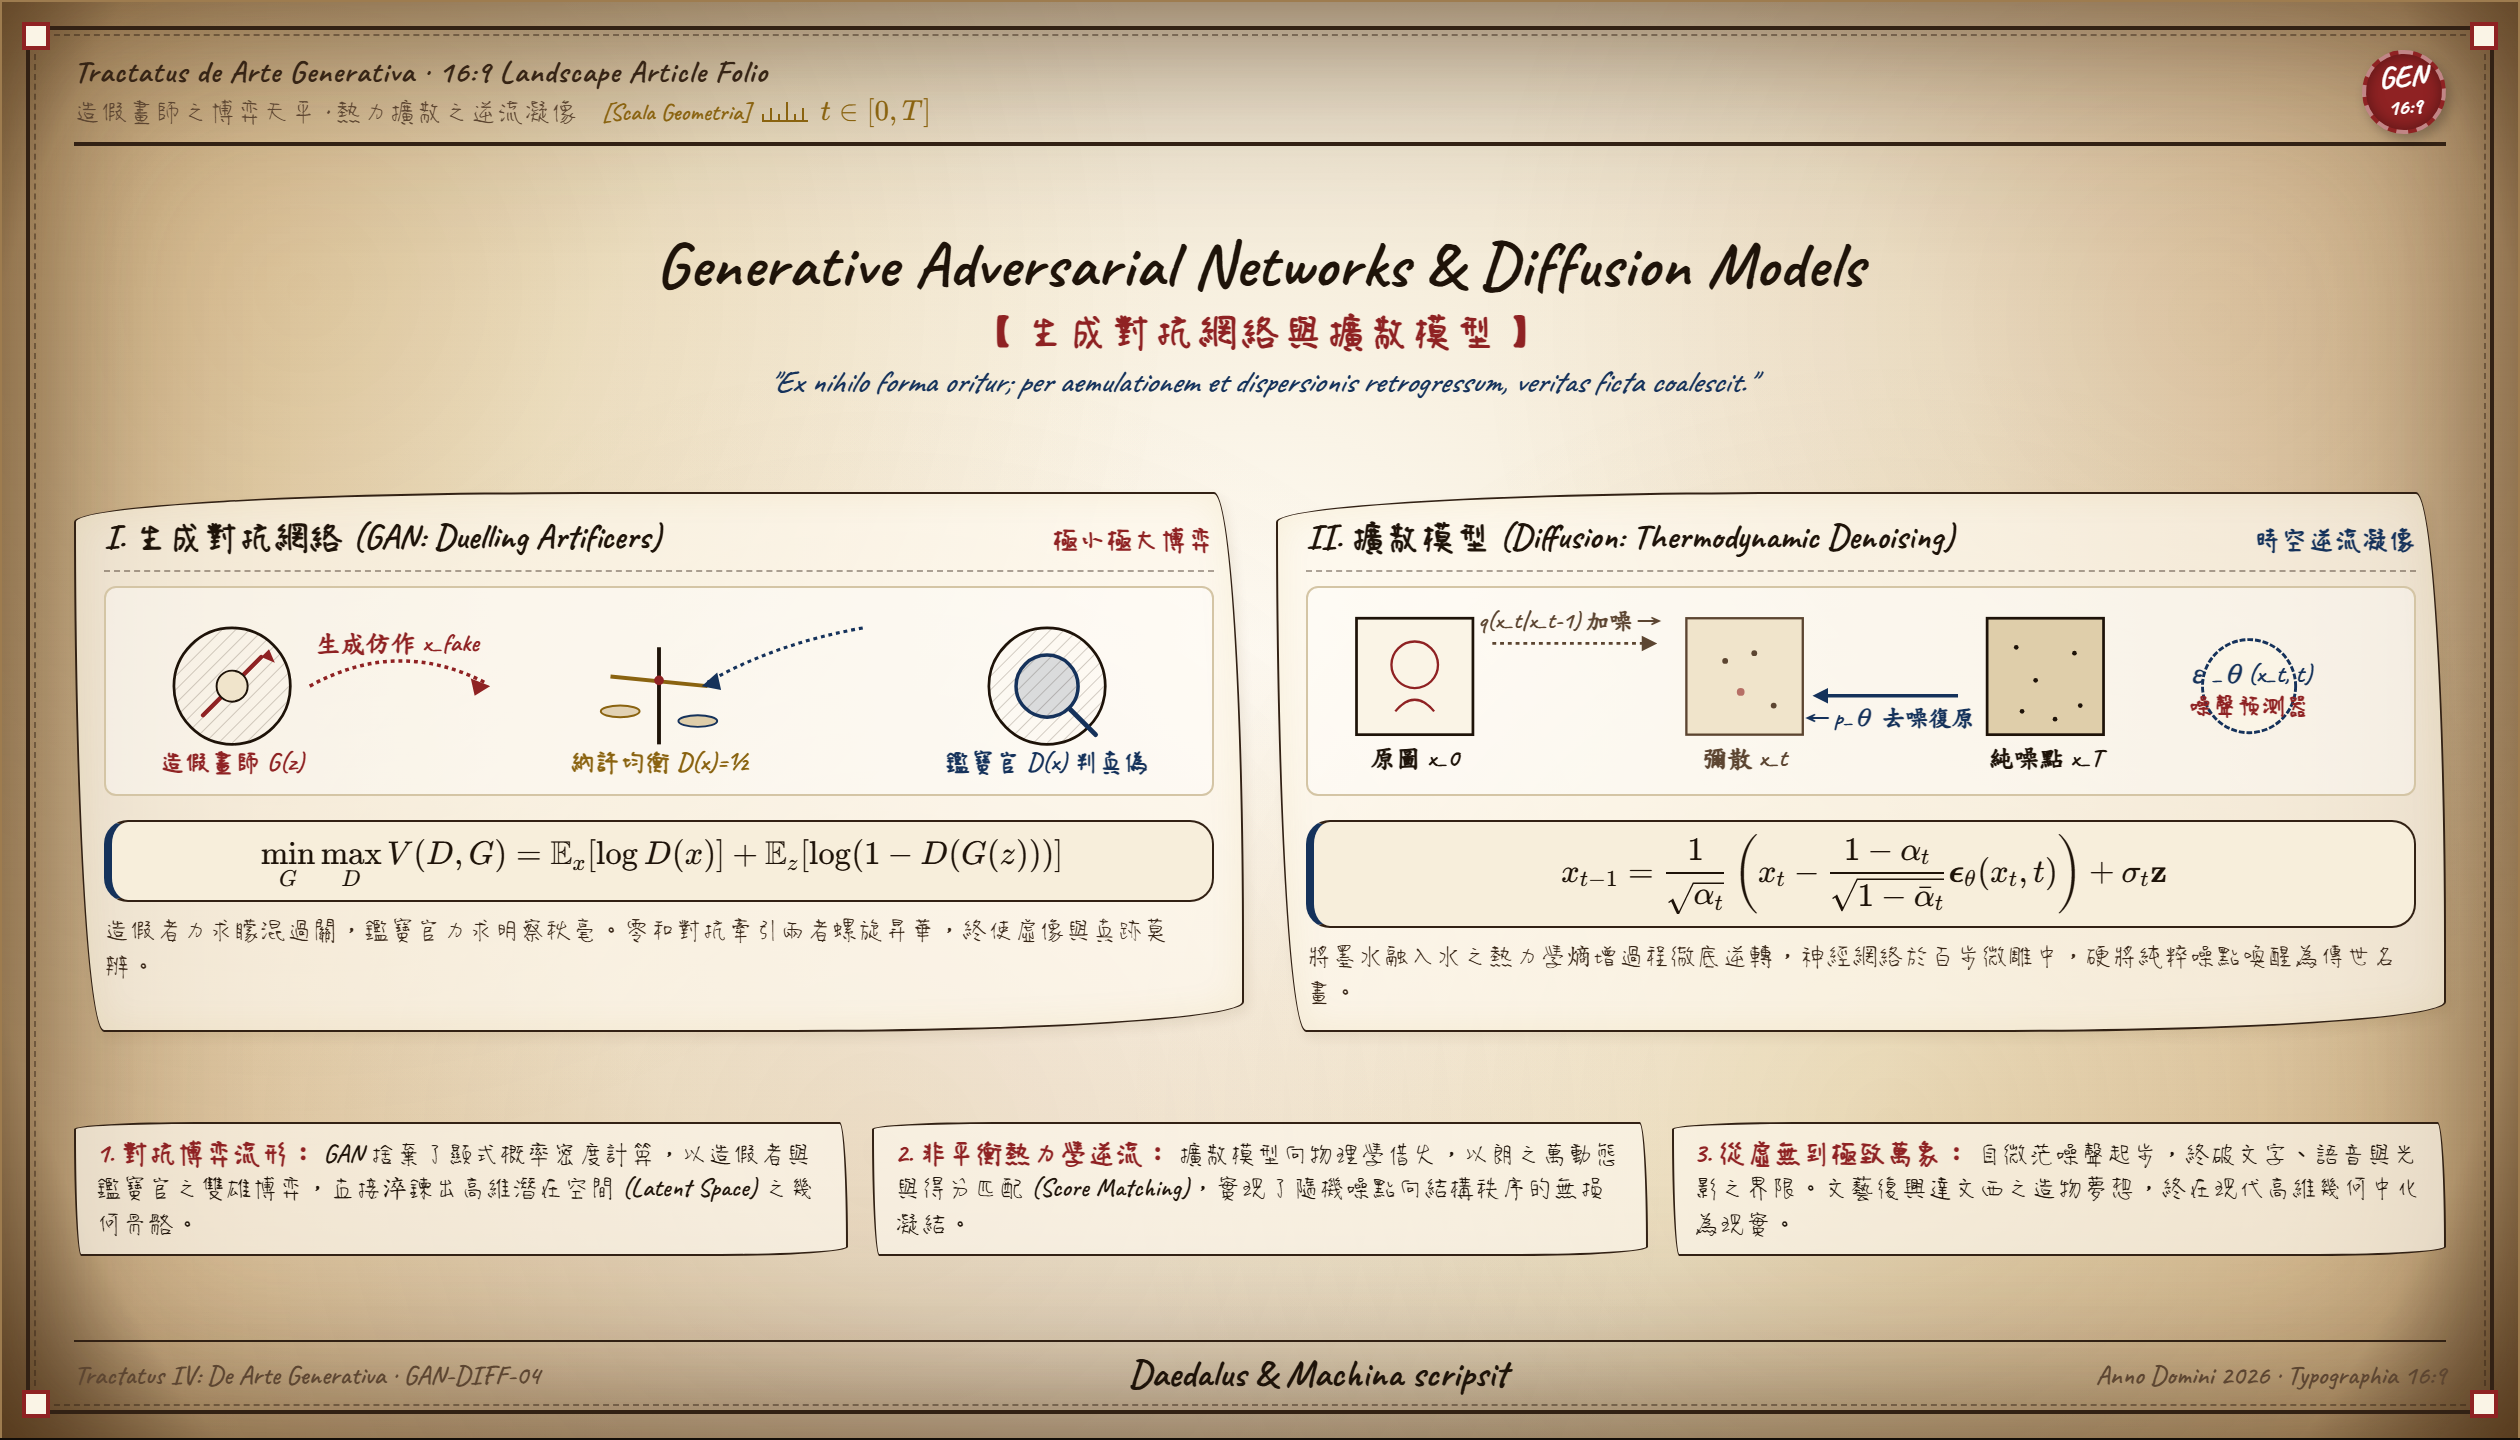 Tractatus de Arte Generativa · 16:9 Landscape Article Folio
造假畫師之博弈天平 · 熱力擴散之逆流凝像 [Scala Geometria] t ∈ [0, T]
GEN
16:9
Generative Adversarial Networks & Diffusion Models
【 生成對抗網絡與擴散模型 】
"Ex nihilo forma oritur; per aemulationem et dispersionis retrogressum, veritas ficta coalescit."
I. 生成對抗網絡 (GAN: Duelling Artificers)
極小極大博弈
生成仿作 x_fake
造假畫師 G(z)
納許均衡 D(x)=½
鑑寶官 D(x) 判真偽
min_G max_D V(D, G) = 𝔼_x[log D(x)] + 𝔼_z[log(1 − D(G(z)))]
造假者力求矇混過關，鑑寶官力求明察秋毫。零和對抗牽引兩者螺旋昇華，終使虛像與真跡莫
辨。
II. 擴散模型 (Diffusion: Thermodynamic Denoising)
時空逆流凝像
q(x_t|x_t-1) 加噪 →
← p_θ 去噪復原
ε_θ (x_t, t)
噪聲預測器
原圖 x_0
彌散 x_t
純噪點 x_T
x_{t−1} = 1/√α_t (x_t − (1 − α_t)/√(1 − ᾱ_t) ϵ_θ(x_t, t)) + σ_t z
將墨水融入水之熱力學熵增過程徹底逆轉，神經網絡於百步微雕中，硬將純粹噪點喚醒為傳世名
畫。
1. 對抗博弈流形： GAN 捨棄了顯式概率密度計算，以造假者與
鑑寶官之雙雄博弈，直接淬鍊出高維潛在空間 (Latent Space) 之幾
何骨骼。
2. 非平衡熱力學逆流： 擴散模型向物理學借火，以朗之萬動態
與得分匹配 (Score Matching)，實現了隨機噪點向結構秩序的無損
凝結。
3. 從虛無到極致萬象： 自微茫噪聲起步，終破文字、語音與光
影之界限。文藝復興達文西之造物夢想，終在現代高維幾何中化
為現實。
Tractatus IV: De Arte Generativa · GAN-DIFF-04
Daedalus & Machina scripsit
Anno Domini 2026 · Typographia 16:9